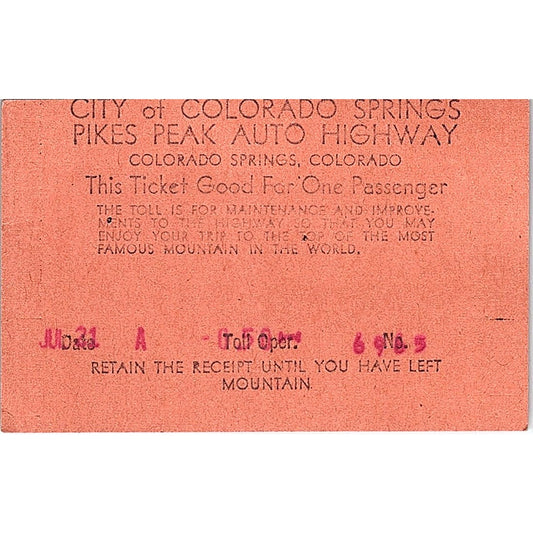 CITY of COLORADO SPRINGS
PIKES PEAK AUTO HIGHWAY
COLORADO SPRINGS, COLORADO
This Ticket Good For One Passenger
THE TOLL IS FOR MAINTENANCE AND IMPROVE-
MENTS TO THE HIGHWAY SO THAT YOU MAY
ENJOY YOUR TRIP TO THE TOP OF THE MOST
FAMOUS MOUNTAIN IN THE WORLD.
Date A Toll Oper. No.
RETAIN THE RECEIPT UNTIL YOU HAVE LEFT
MOUNTAIN